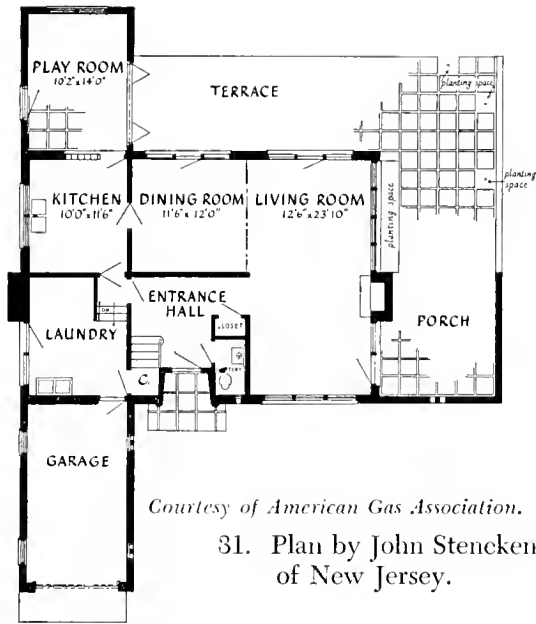 PLAY ROOM
10'2"x14'0"
TERRACE
planting space
planting space
KITCHEN
10'0"x11'6"
DINING ROOM
11'6"x 12'0"
LIVING ROOM
12'6"x23'10"
planting space
ENTRANCE
HALL
DN
CLOSET
LAUNDRY
C.
PORCH
GARAGE
Courtesy of American Gas Association.
31. Plan by John Stencken
of New Jersey.